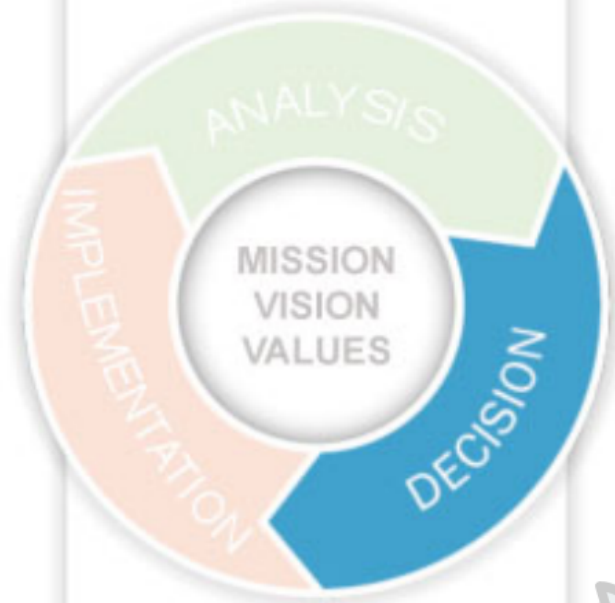 ANALYSIS
MISSION
VISION
VALUES
DECISION
IMPLEMENTATION